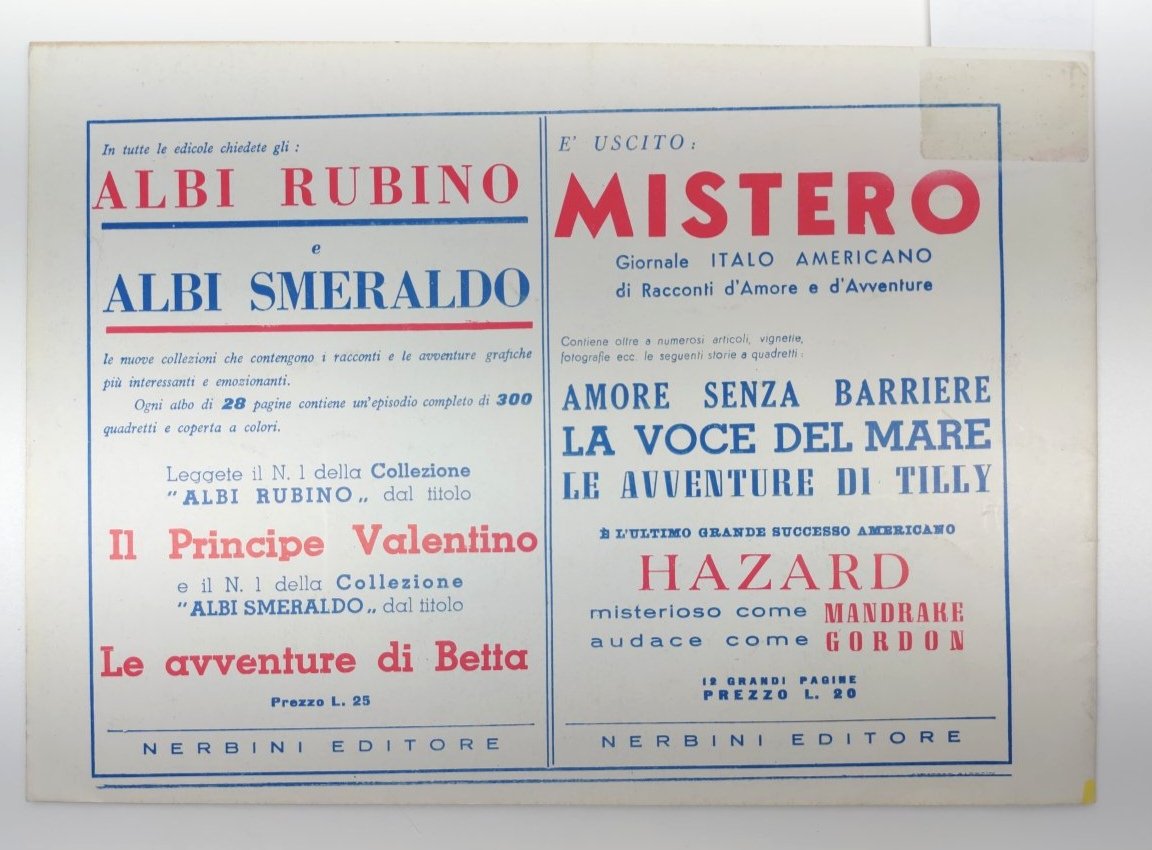 In tutte le edicole chiedete gli :
ALBI RUBINO
e
ALBI SMERALDO
le nuove collezioni che contengono i racconti e le avventure grafiche
più interessanti e emozionanti.
Ogni albo di 28 pagine contiene un'episodio completo di 300
quadretti e coperta a colori.
Leggete il N. 1 della Collezione
"ALBI RUBINO„ dal titolo
Il Principe Valentino
e il N. 1 della Collezione
"ALBI SMERALDO„ dal titolo
Le avventure di Betta
Prezzo L. 25
NERBINI EDITORE
E' USCITO :
MISTERO
Giornale ITALO AMERICANO
di Racconti d'Amore e d'Avventure
Contiene oltre a numerosi articoli, vignetie,
fotografie ecc. le seguenti storie a quadretti :
AMORE SENZA BARRIERE
LA VOCE DEL MARE
LE AVVENTURE DI TILLY
È L'ULTIMO GRANDE SUCCESSO AMERICANO
HAZARD
misterioso come MANDRAKE
audace come GORDON
12 GRANDI PAGINE
PREZZO L. 20
NERBINI EDITORE